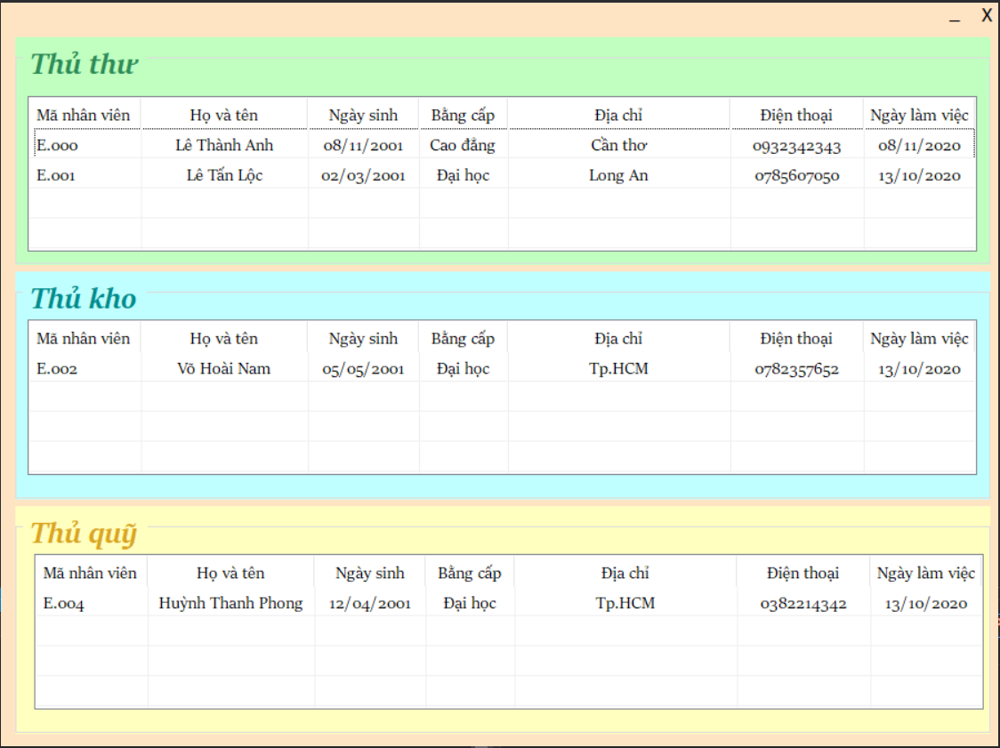 _ X
Thủ thư
Mã nhân viên Họ và tên Ngày sinh Bằng cấp Địa chỉ Điện thoại Ngày làm việc
E.000 Lê Thành Anh 08/11/2001 Cao đẳng Cần thơ 0932342343 08/11/2020
E.001 Lê Tấn Lộc 02/03/2001 Đại học Long An 0785607050 13/10/2020
Thủ kho
Mã nhân viên Họ và tên Ngày sinh Bằng cấp Địa chỉ Điện thoại Ngày làm việc
E.002 Võ Hoài Nam 05/05/2001 Đại học Tp.HCM 0782357652 13/10/2020
Thủ quỹ
Mã nhân viên Họ và tên Ngày sinh Bằng cấp Địa chỉ Điện thoại Ngày làm việc
E.004 Huỳnh Thanh Phong 12/04/2001 Đại học Tp.HCM 0382214342 13/10/2020